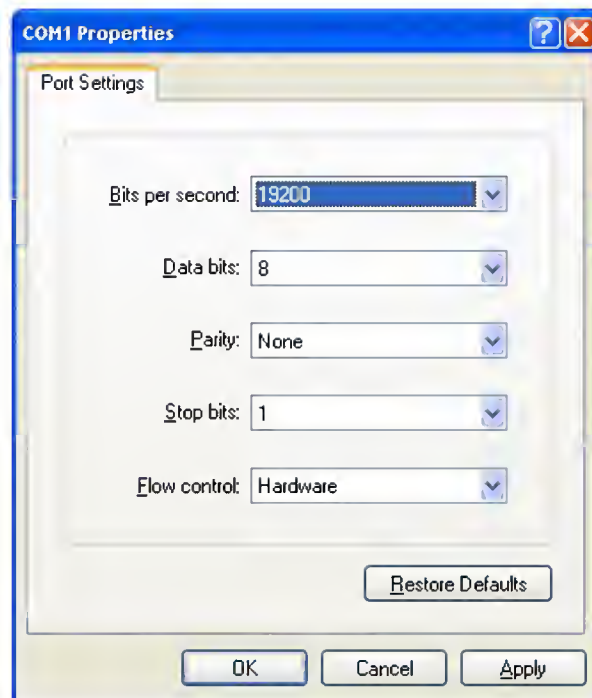 COM1 Properties
Port Settings
Bits per second: 19200
Data bits: 8
Parity: None
Stop bits: 1
Flow control: Hardware
Restore Defaults
OK Cancel Apply